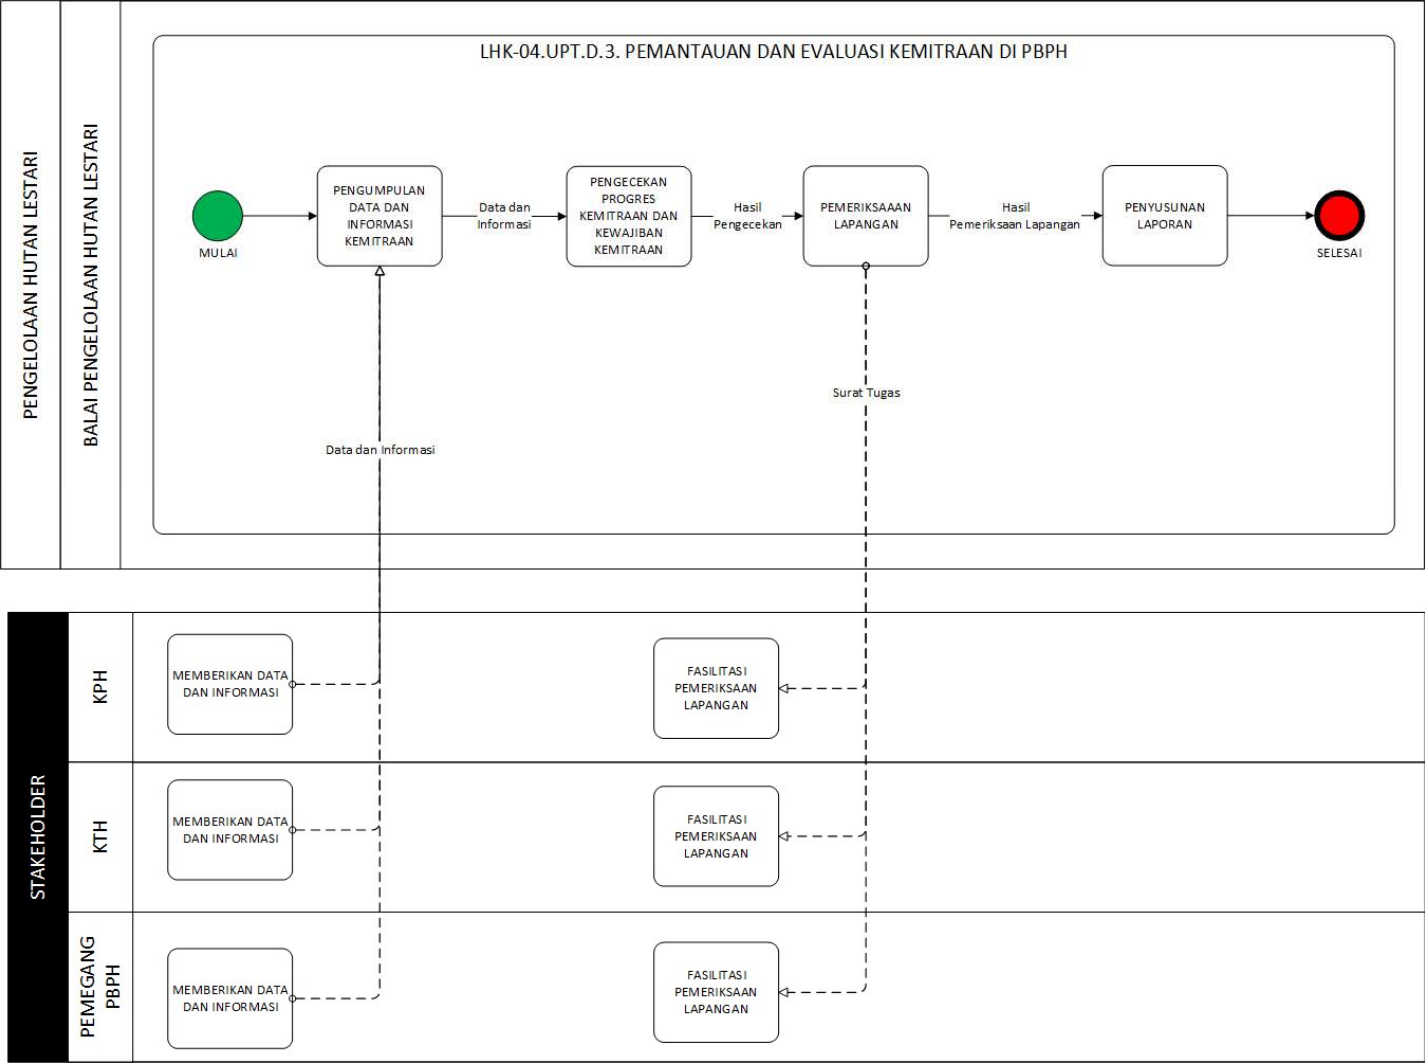 LHK-04.UPT.D.3. PEMANTAUAN DAN EVALUASI KEMITRAAN DI PBPH
PENGELOLAAN HUTAN LESTARI
BALAI PENGELOLAAN HUTAN LESTARI
MULAI
PENGUMPULAN
DATA DAN
INFORMASI
KEMITRAAN
Data dan
Informasi
PENGECEKAN
PROGRES
KEMITRAAN DAN
KEWAJIBAN
KEMITRAAN
Hasil
Pengecekan
PEMERIKSAAAN
LAPANGAN
Hasil
Pemeriksaan Lapangan
PENYUSUNAN
LAPORAN
SELESAI
Surat Tugas
Data dan Informasi
STAKEHOLDER
KPH
MEMBERIKAN DATA
DAN INFORMASI
FASILITASI
PEMERIKSAAN
LAPANGAN
KTH
MEMBERIKAN DATA
DAN INFORMASI
FASILITASI
PEMERIKSAAN
LAPANGAN
PEMEGANG
PBPH
MEMBERIKAN DATA
DAN INFORMASI
FASILITASI
PEMERIKSAAN
LAPANGAN